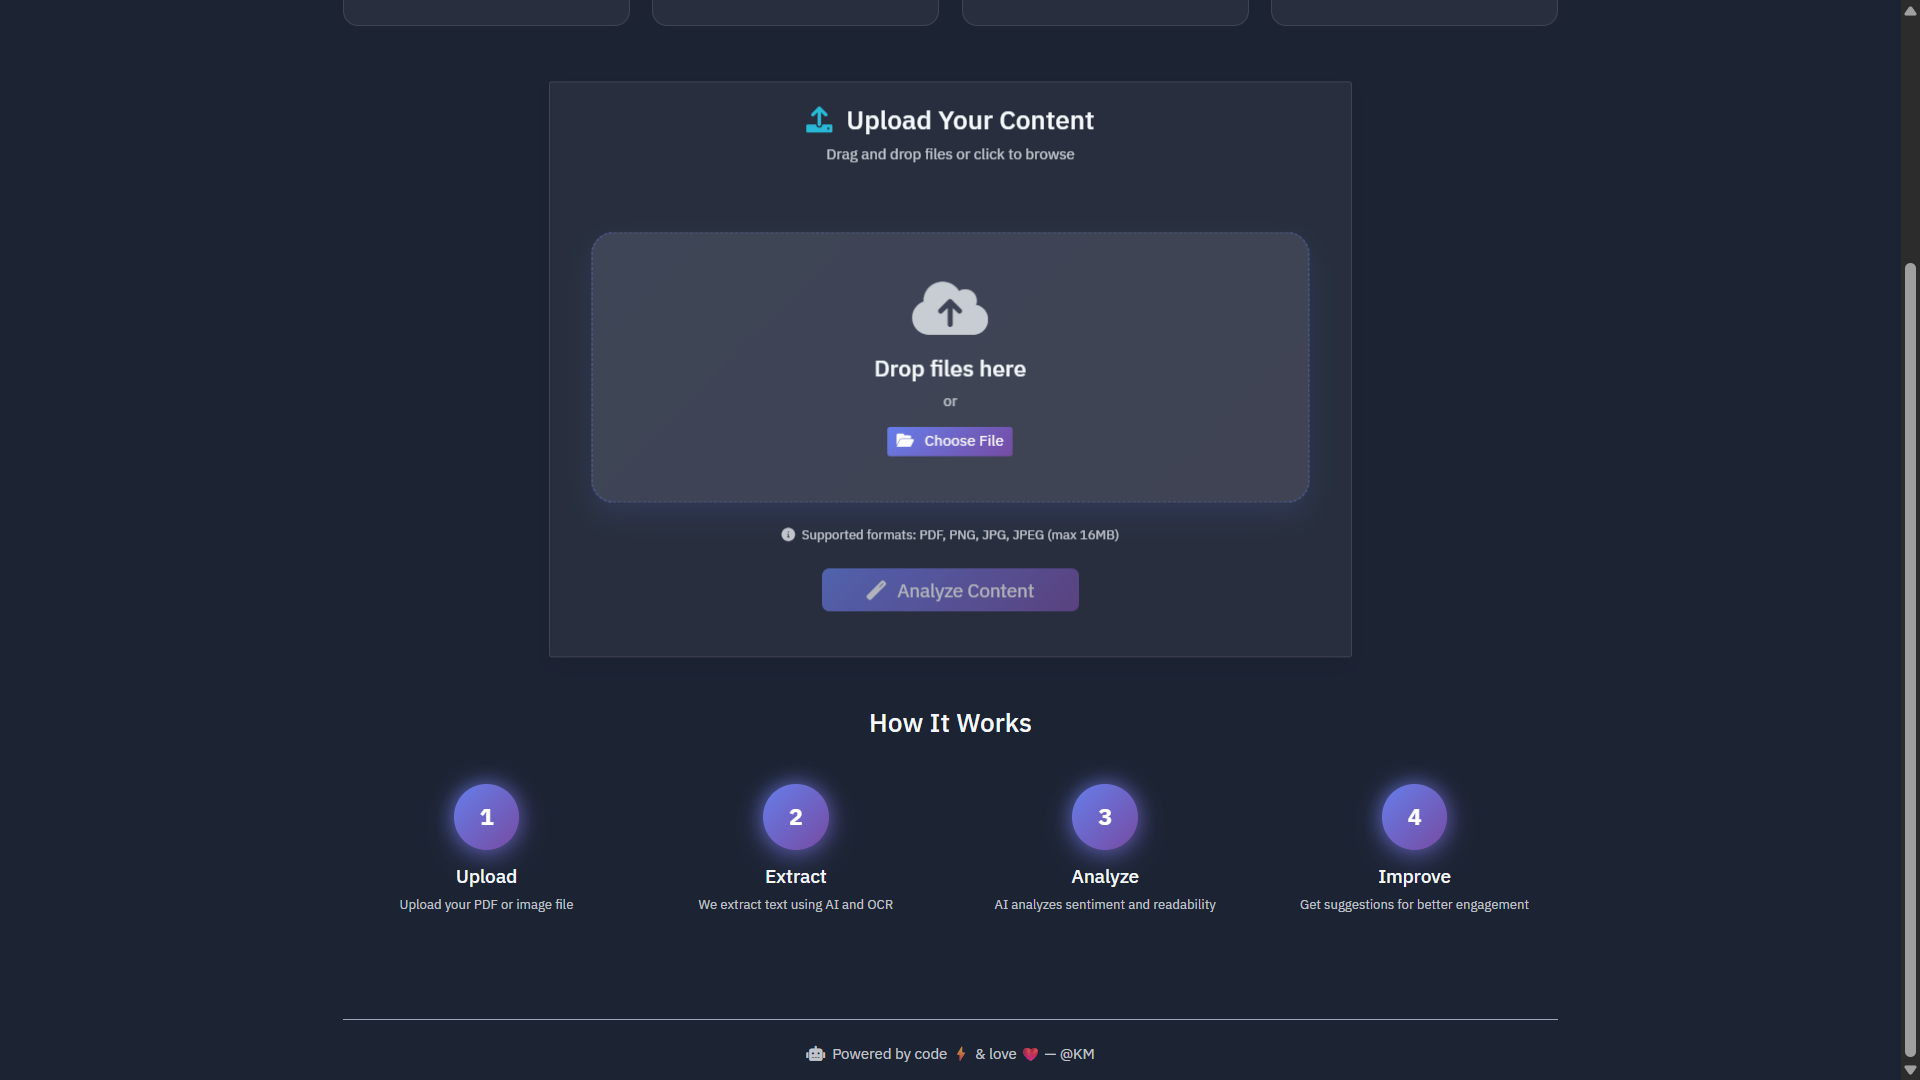 Upload Your Content
Drag and drop files or click to browse
Drop files here
or
Choose File
Supported formats: PDF, PNG, JPG, JPEG (max 16MB)
Analyze Content
How It Works
1
2
3
4
Upload
Extract
Analyze
Improve
Upload your PDF or image file
We extract text using AI and OCR
AI analyzes sentiment and readability
Get suggestions for better engagement
Powered by code ⚡ & love 💗 — @KM